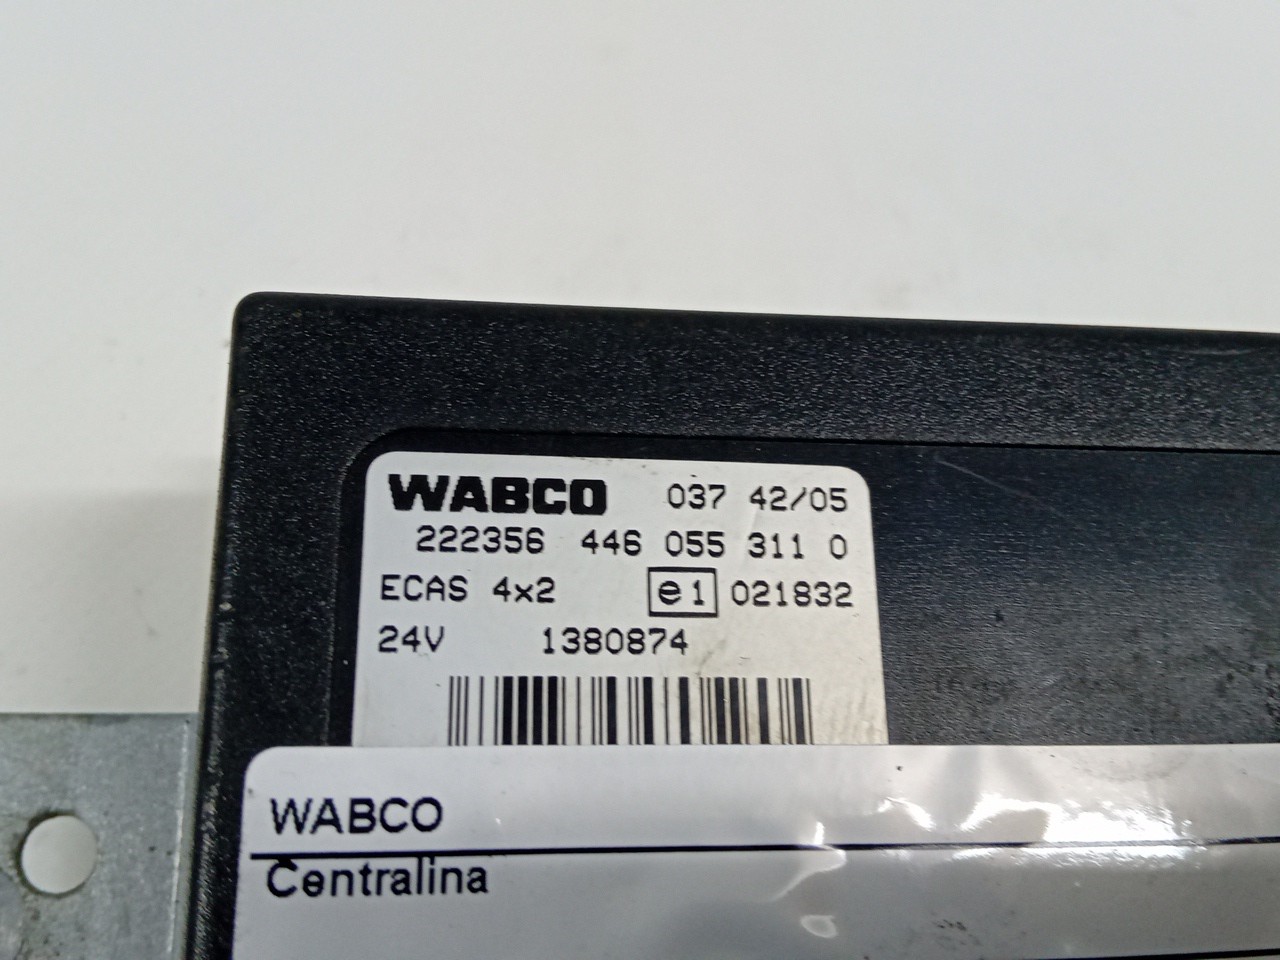 WABCO 037 42/05
222356 446 055 311 0
ECAS 4x2 e1 021832
24V 1380874
WABCO
Centralina